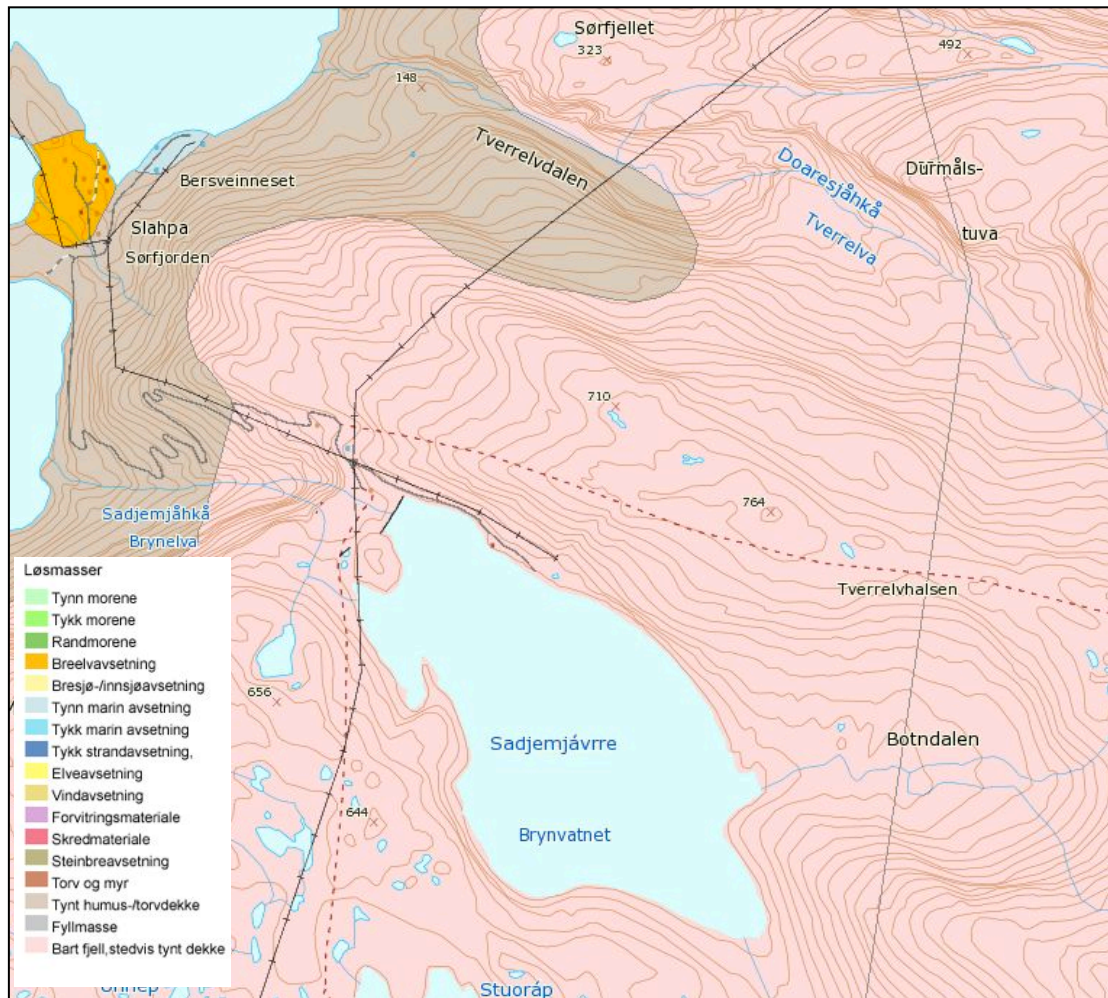 Sørfjellet
323
492
148
Tverrelvdalen
Doaresjåhkå
Tverrelva
Durmåls-
tuva
Bersveinneset
Slahpa
Sørfjorden
710
764
Sadjemjåhkå
Brynelva
Tverrelvhalsen
656
Sadjemjávrre
Botndalen
644
Brynvatnet
Stuoráp
Løsmasser
Tynn morene
Tykk morene
Randmorene
Breelvavsetning
Bresjø-/innsjøavsetning
Tynn marin avsetning
Tykk marin avsetning
Tykk strandavsetning,
Elveavsetning
Vindavsetning
Forvitringsmateriale
Skredmateriale
Steinbreavsetning
Torv og myr
Tynt humus-/torvdekke
Fyllmasse
Bart fjell,stedvis tynt dekke